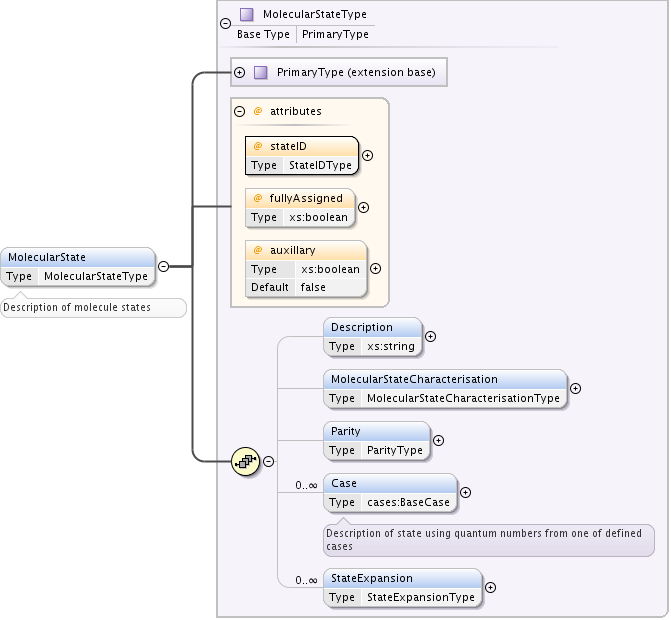 MolecularStateType
Base Type PrimaryType
PrimaryType (extension base)
@ attributes
@ stateID
Type StateIDType
@ fullyAssigned
Type xs:boolean
@ auxillary
Type xs:boolean
Default false
MolecularState
Type MolecularStateType
Description of molecule states
Description
Type xs:string
MolecularStateCharacterisation
Type MolecularStateCharacterisationType
Parity
Type ParityType
0..∞ Case
Type cases:BaseCase
Description of state using quantum numbers from one of defined
cases
0..∞ StateExpansion
Type StateExpansionType